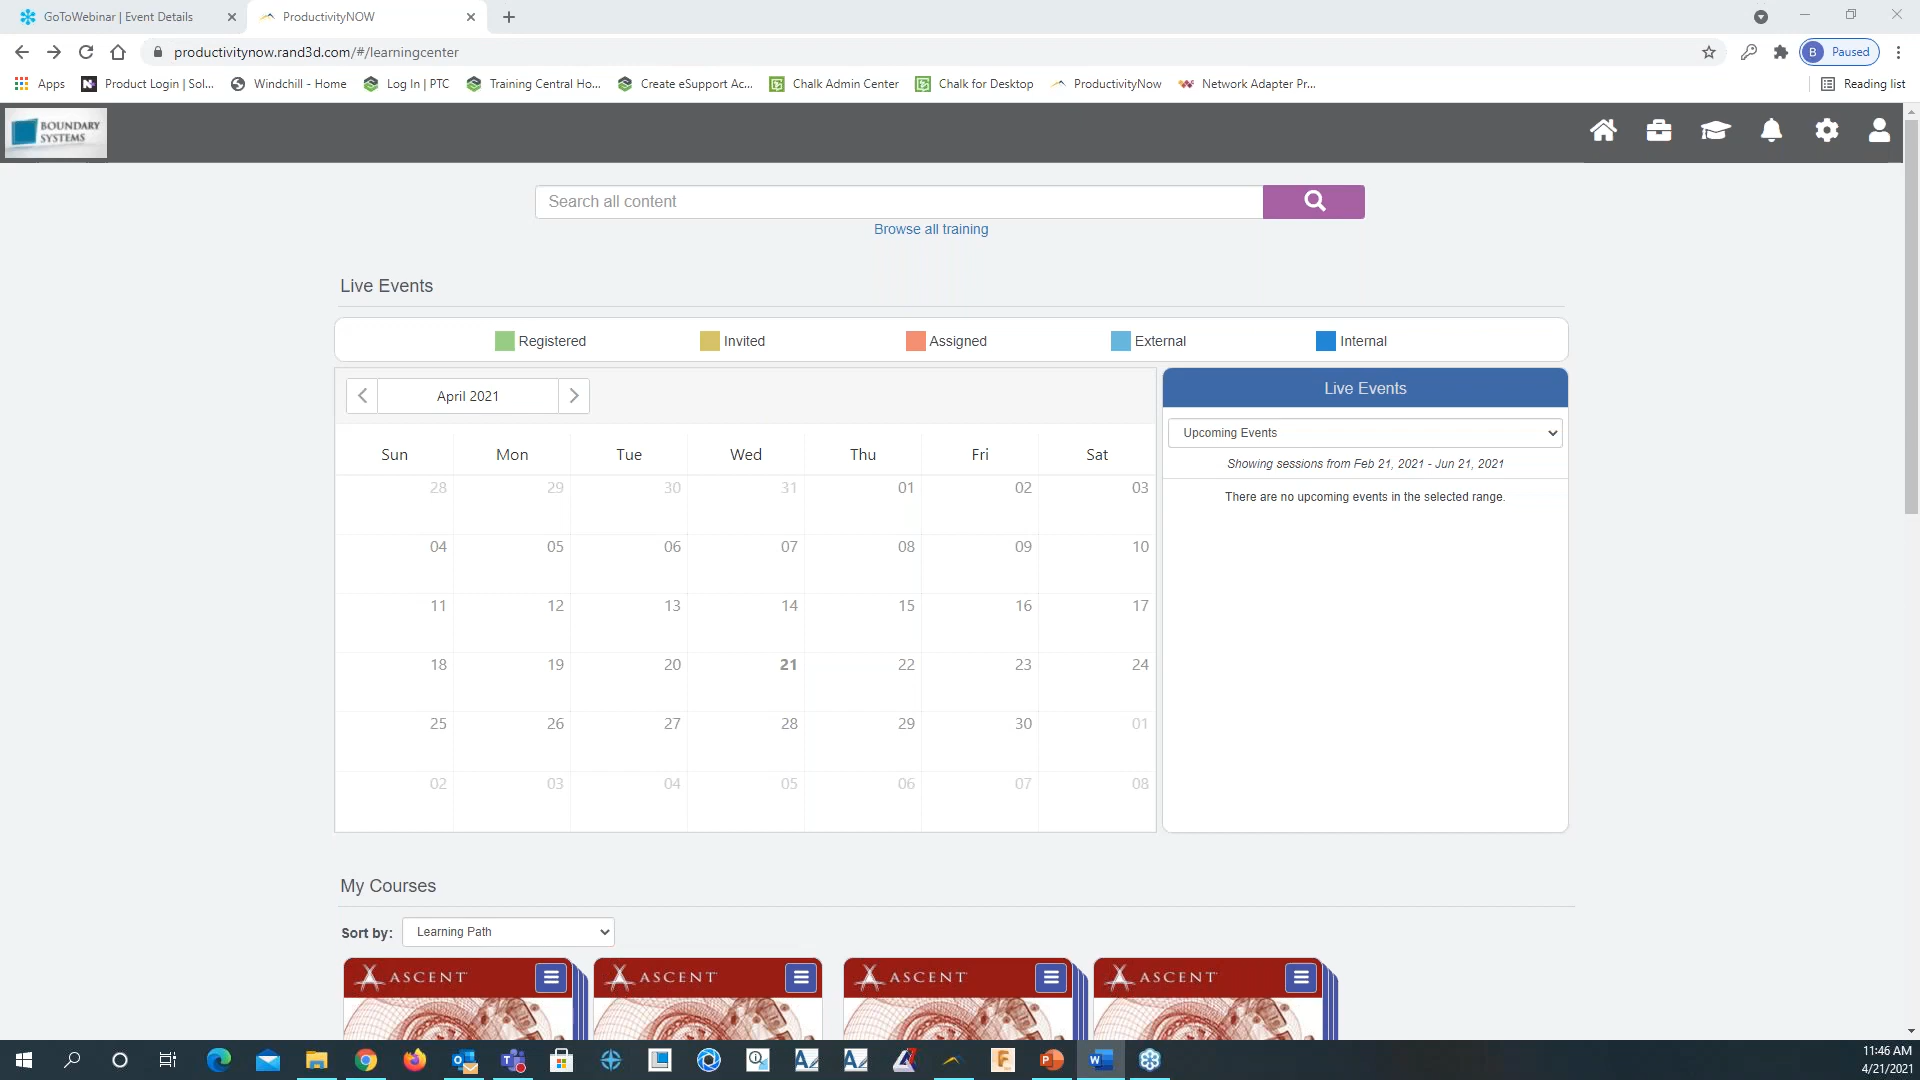 GoToWebinar | Event Details
ProductivityNOW
productivitynow.rand3d.com/#/learningcenter
B Paused
Apps
Product Login | Sol...
Windchill - Home
Log In | PTC
Training Central Ho...
Create eSupport Ac...
Chalk Admin Center
Chalk for Desktop
ProductivityNow
Network Adapter Pr...
Reading list
BOUNDARY
SYSTEMS
Search all content
Browse all training
Live Events
Registered
Invited
Assigned
External
Internal
April 2021
Sun Mon Tue Wed Thu Fri Sat
28 29 30 31 01 02 03
04 05 06 07 08 09 10
11 12 13 14 15 16 17
18 19 20 21 22 23 24
25 26 27 28 29 30 01
02 03 04 05 06 07 08
Live Events
Upcoming Events
Showing sessions from Feb 21, 2021 - Jun 21, 2021
There are no upcoming events in the selected range.
My Courses
Sort by: Learning Path
ASCENT
ASCENT
ASCENT
ASCENT
11:46 AM
4/21/2021